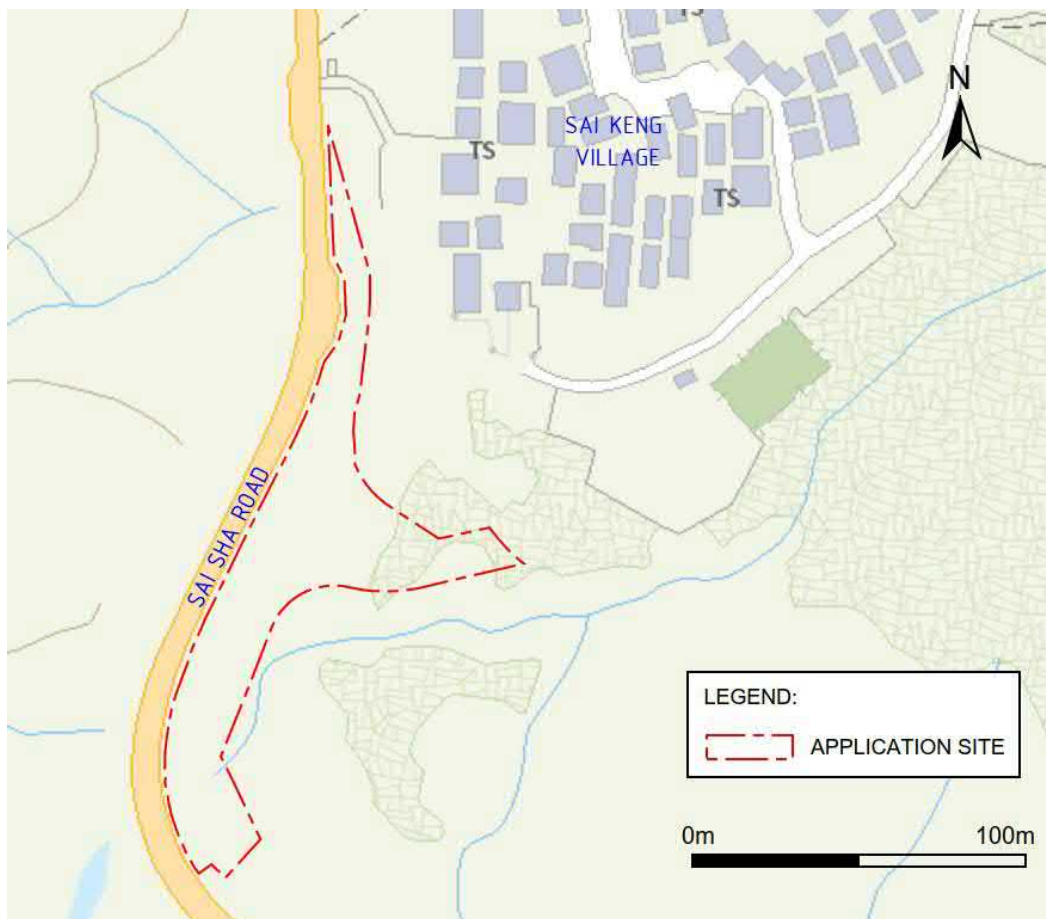 TS
N
SAI KENG
VILLAGE
TS
TS
SAI SHA ROAD
LEGEND:
APPLICATION SITE
0m
100m